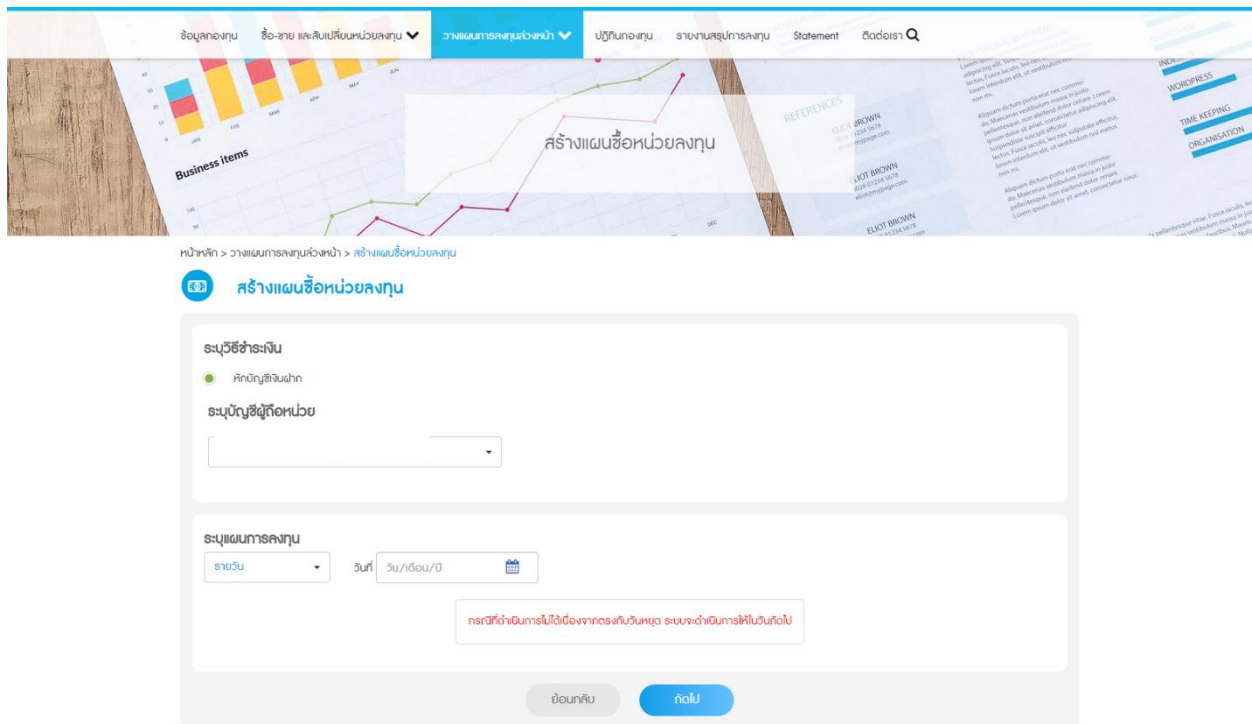 ข้อมูลกองทุน ซื้อ-ขาย และสับเปลี่ยนหน่วยลงทุน วางแผนการลงทุนล่วงหน้า ปฏิทินกองทุน รายงานสรุปการลงทุน Statement ติดต่อเรา
Business items
JAN FEB MAR APR MAY JUN
REFERENCES
ELIOT BROWN
ELIOT BROWN
ELIOT BROWN
WORDPRESS
TIME KEEPING
ORGANISATION
สร้างแผนซื้อหน่วยลงทุน
หน้าหลัก > วางแผนการลงทุนล่วงหน้า > สร้างแผนซื้อหน่วยลงทุน
สร้างแผนซื้อหน่วยลงทุน
ระบุวิธีชำระเงิน
หักบัญชีเงินฝาก
ระบุบัญชีผู้ถือหน่วย
ระบุแผนการลงทุน
รายวัน วันที่ วัน/เดือน/ปี
กรณีที่ดำเนินการไม่ได้เนื่องจากตรงกับวันหยุด ระบบจะดำเนินการให้ในวันถัดไป
ย้อนกลับ ถัดไป